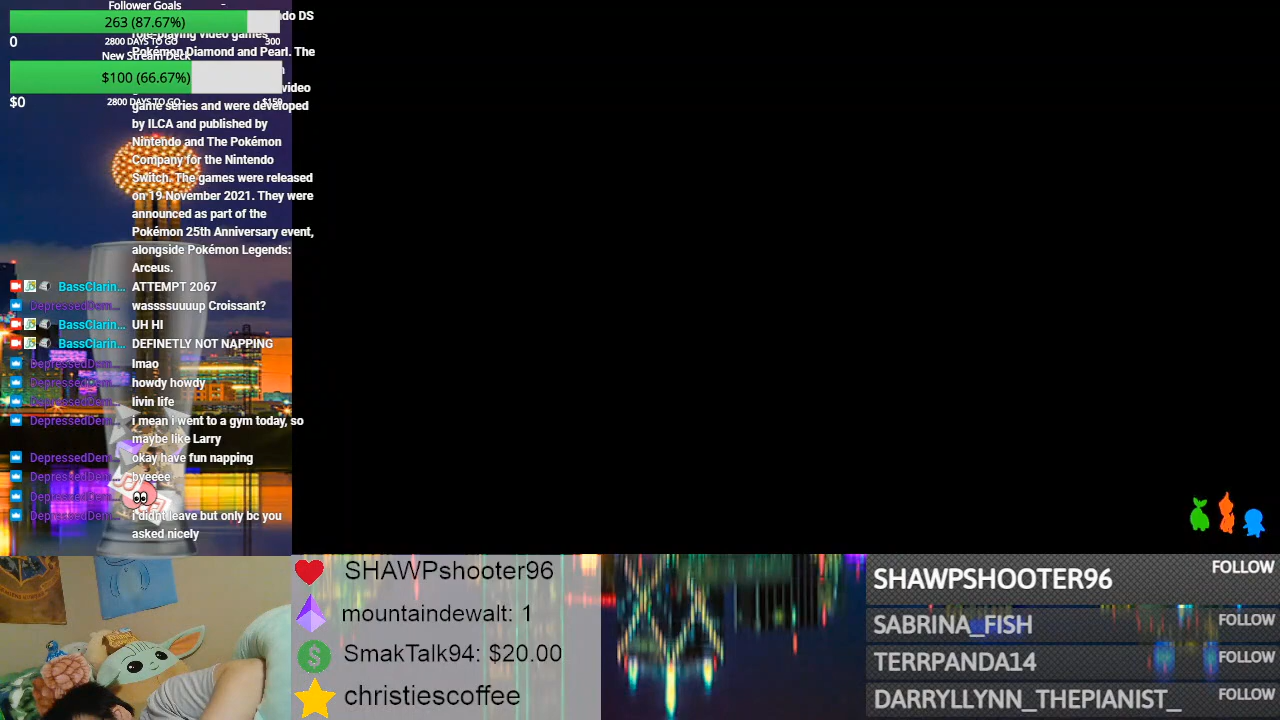 Follower Goals
263 (87.67%)
0
2800 DAYS TO GO
300
New Stream Deck
$100 (66.67%)
$0
2800 DAYS TO GO
$150
do DS
role-playing video games
Pokémon Diamond and Pearl. The
video
game series and were developed
by ILCA and published by
Nintendo and The Pokémon
Company for the Nintendo
Switch. The games were released
on 19 November 2021. They were
announced as part of the
Pokémon 25th Anniversary event,
alongside Pokémon Legends:
Arceus.
BassClarin... ATTEMPT 2067
DepressedDem... wasssuuuup Croissant?
BassClarin... UH HI
BassClarin... DEFINETLY NOT NAPPING
DepressedDem... lmao
DepressedDem... howdy howdy
DepressedDem... livin life
DepressedDem... i mean i went to a gym today, so
maybe like Larry
DepressedDem... okay have fun napping
DepressedDem... byeeee
DepressedDem...
DepressedDem... i didnt leave but only bc you
asked nicely
SHAWPshooter96
mountaindewalt: 1
SmakTalk94: $20.00
christiescoffee
SHAWPSHOOTER96 FOLLOW
SABRINA_FISH FOLLOW
TERRPANDA14 FOLLOW
DARRYLLYNN_THEPIANIST_ FOLLOW